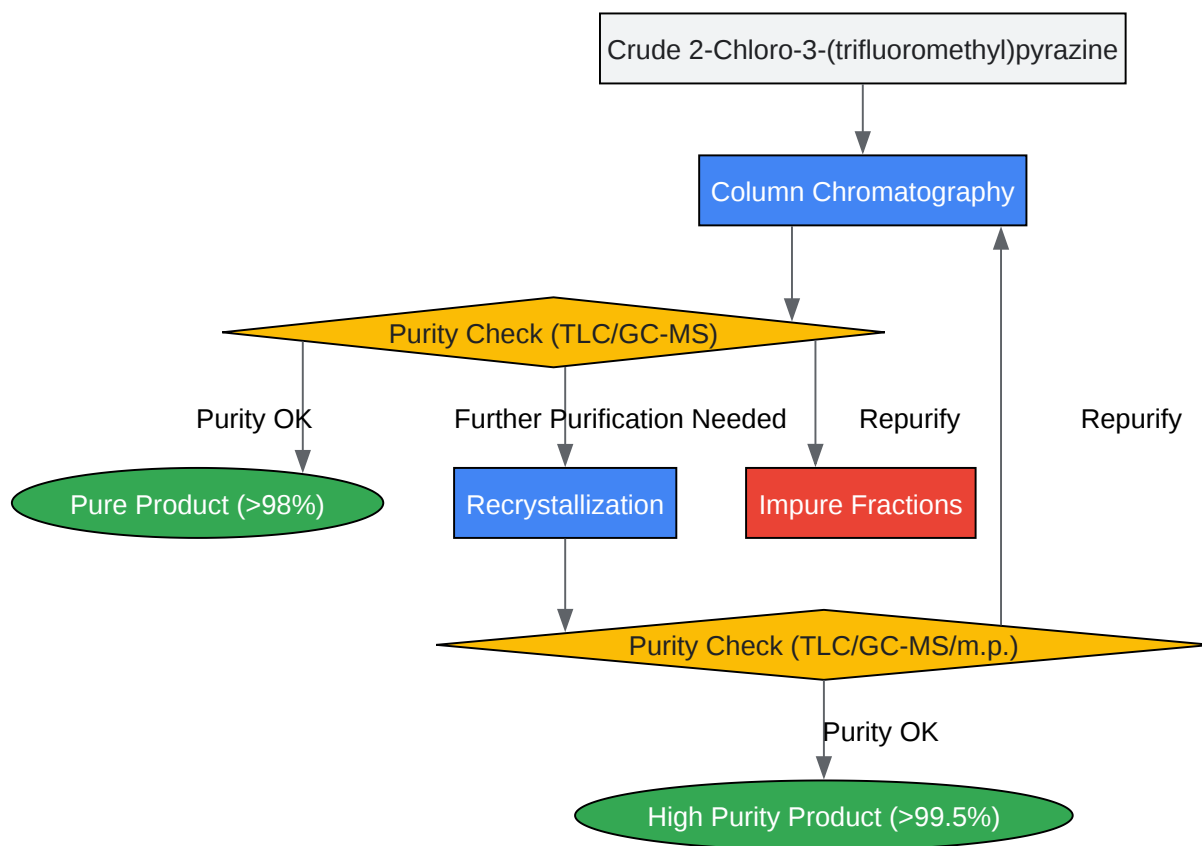 Crude 2-Chloro-3-(trifluoromethyl)pyrazine
Column Chromatography
Purity Check (TLC/GC-MS)
Purity OK
Further Purification Needed
Repurify
Repurify
Pure Product (>98%)
Recrystallization
Impure Fractions
Purity Check (TLC/GC-MS/m.p.)
Purity OK
High Purity Product (>99.5%)